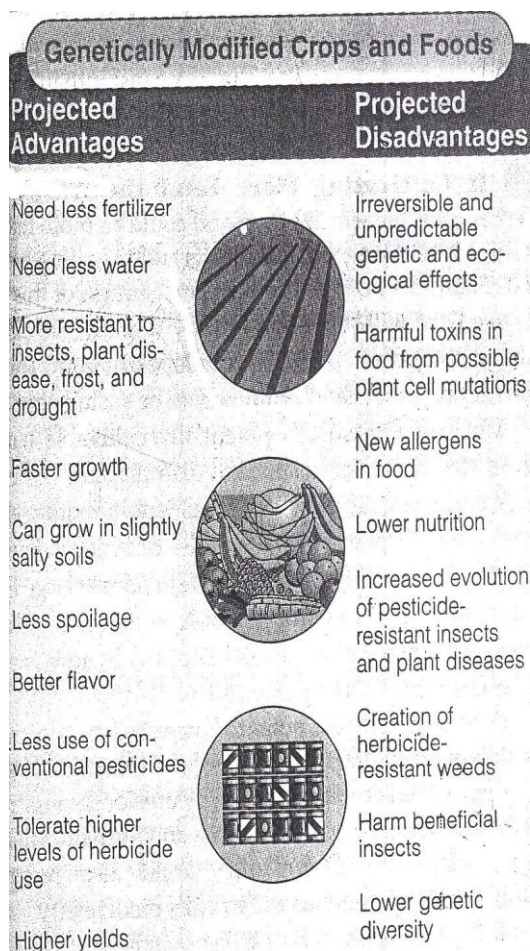 Genetically Modified Crops and Foods
Projected
Advantages
Need less fertilizer
Need less water
More resistant to
insects, plant dis-
ease, frost, and
drought
Faster growth
Can grow in slightly
salty soils
Less spoilage
Better flavor
Less use of con-
ventional pesticides
Tolerate higher
levels of herbicide
use
Higher yields
Projected
Disadvantages
Irreversible and
unpredictable
genetic and eco-
logical effects
Harmful toxins in
food from possible
plant cell mutations
New allergens
in food
Lower nutrition
Increased evolution
of pesticide-
resistant insects
and plant diseases
Creation of
herbicide-
resistant weeds
Harm beneficial
insects
Lower genetic
diversity